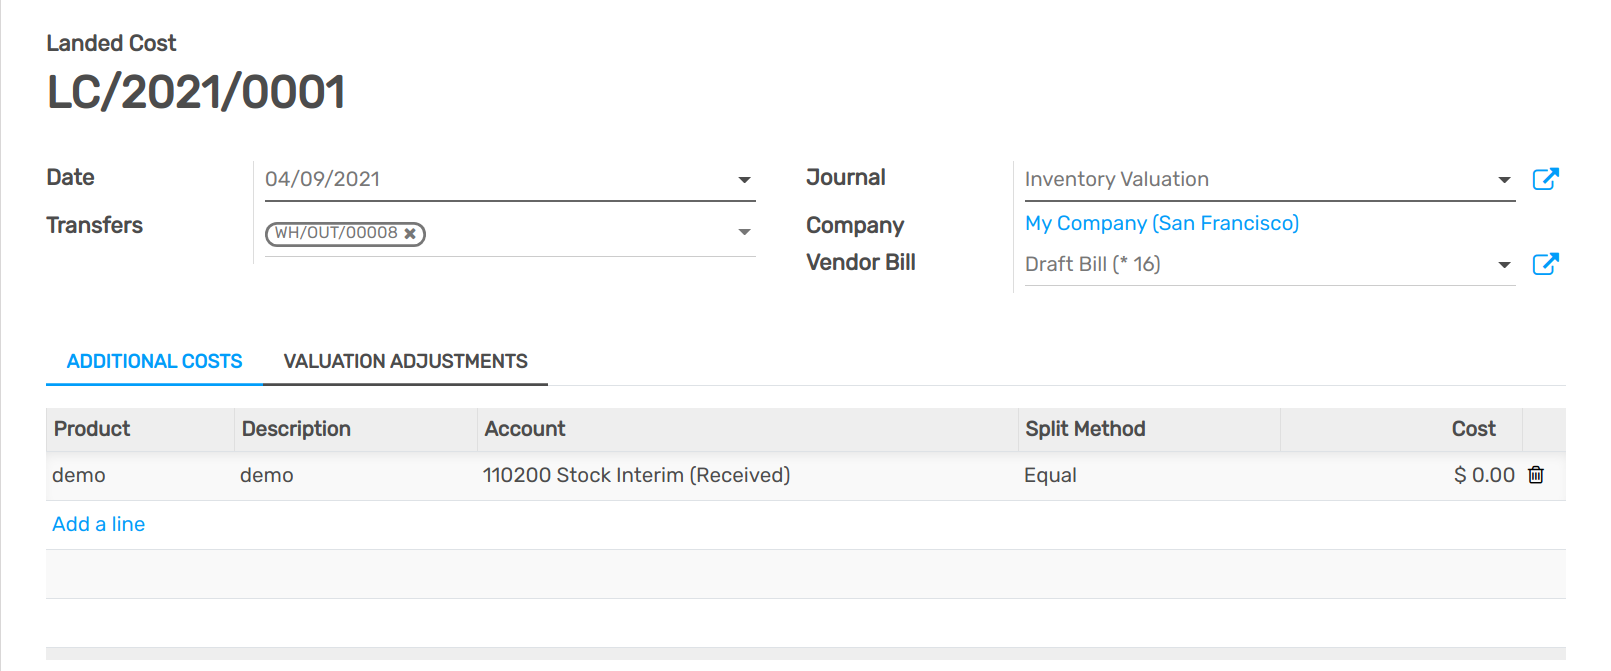 Landed Cost
LC/2021/0001
Date 04/09/2021
Transfers WH/OUT/00008 ✖
Journal Inventory Valuation
Company My Company (San Francisco)
Vendor Bill Draft Bill (* 16)
ADDITIONAL COSTS VALUATION ADJUSTMENTS
Product Description Account Split Method Cost
demo demo 110200 Stock Interim (Received) Equal $ 0.00
Add a line